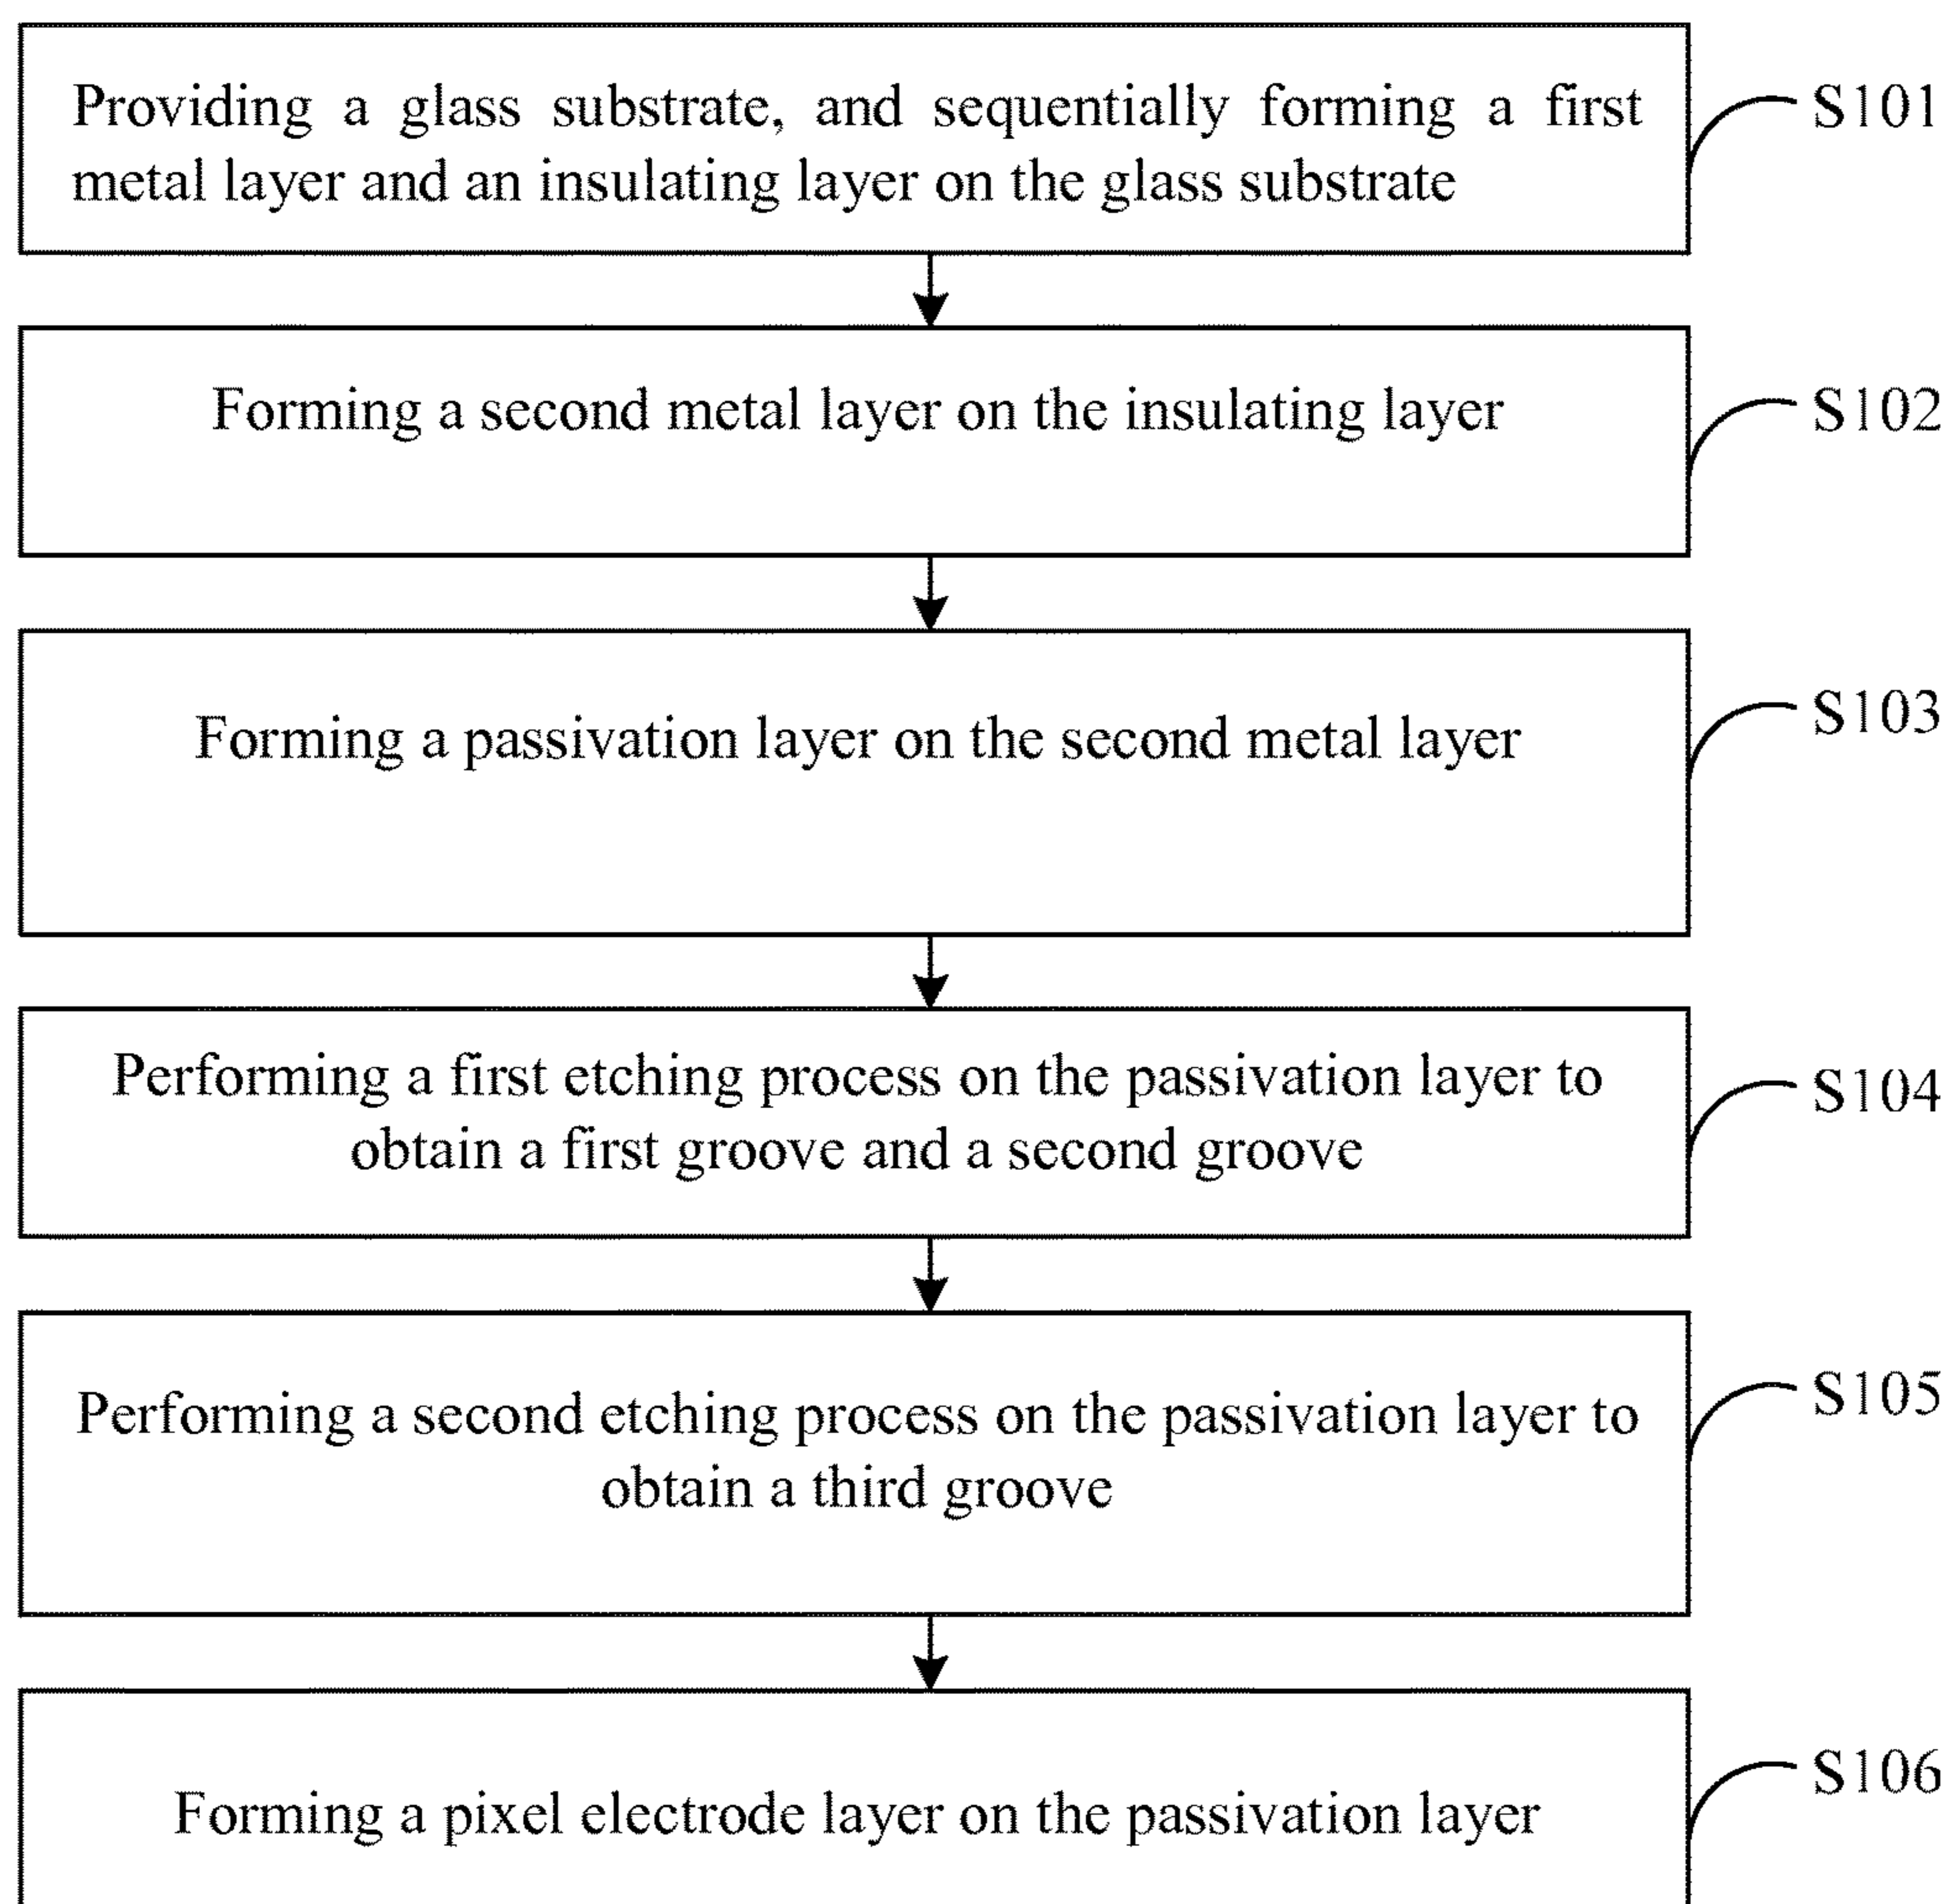 Providing a glass substrate, and sequentially forming a first
metal layer and an insulating layer on the glass substrate
S101
Forming a second metal layer on the insulating layer
S102
Forming a passivation layer on the second metal layer
S103
Performing a first etching process on the passivation layer to
obtain a first groove and a second groove
S104
Performing a second etching process on the passivation layer to
obtain a third groove
S105
Forming a pixel electrode layer on the passivation layer
S106